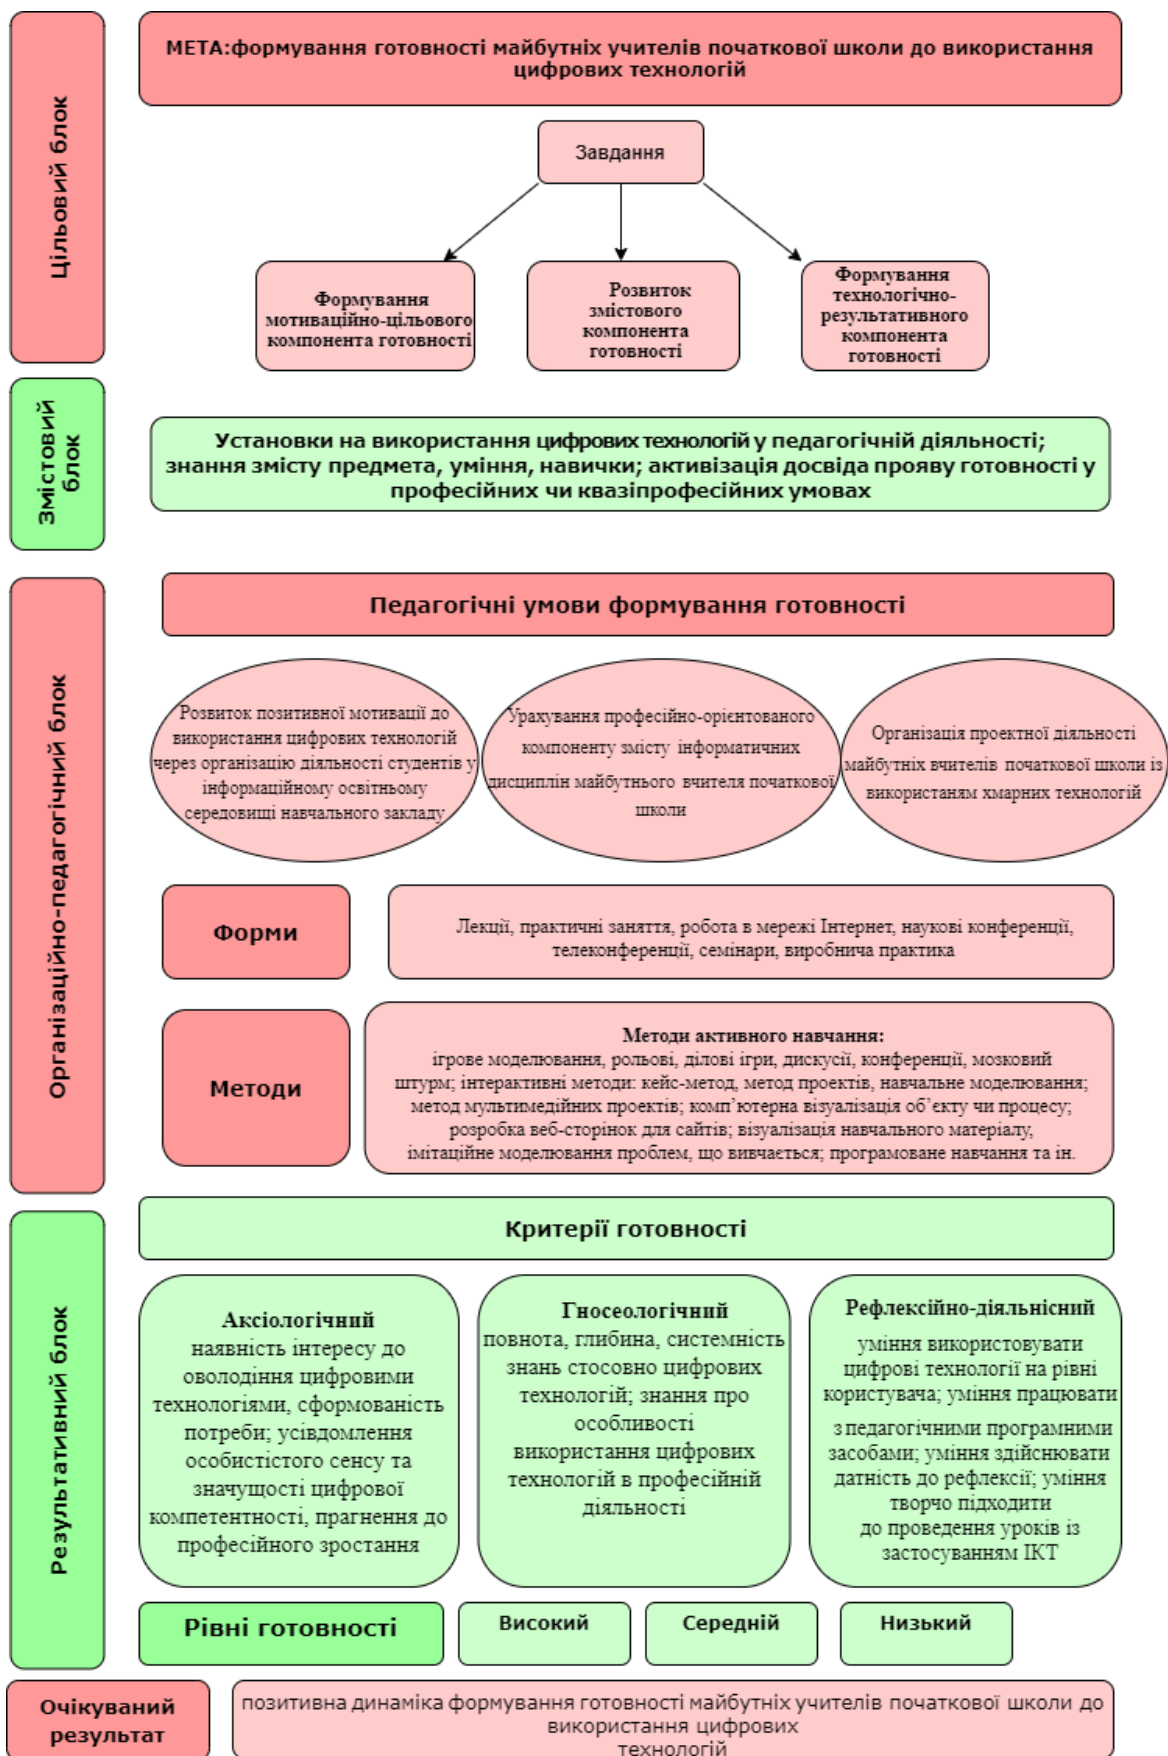 Цільовий блок
МЕТА:формування готовності майбутніх учителів початкової школи до використання
цифрових технологій
Завдання
Формування
мотиваційно-цільового
компонента готовності
Розвиток
змістового
компонента
готовності
Формування
технологічно-
результативного
компонента
готовності
Змістовий
блок
Установки на використання цифрових технологій у педагогічній діяльності;
знання змісту предмета, уміння, навички; активізація досвіда прояву готовності у
професійних чи квазіпрофесійних умовах
Організаційно-педагогічний блок
Педагогічні умови формування готовності
Розвиток позитивної мотивації до
використання цифрових технологій
через організацію діяльності студентів у
інформаційному освітньому
середовищі навчального закладу
Урахування професійно-орієнтованого
компоненту змісту інформатичних
дисциплін майбутнього вчителя початкової
школи
Організація проектної діяльності
майбутніх вчителів початкової школи із
використаням хмарних технологій
Форми
Лекції, практичні заняття, робота в мережі Інтернет, наукові конференції,
телеконференції, семінари, виробнича практика
Методи
Методи активного навчання:
ігрове моделювання, рольові, ділові ігри, дискусії, конференції, мозковий
штурм; інтерактивні методи: кейс-метод, метод проектів, навчальне моделювання;
метод мультимедійних проектів; комп’ютерна візуалізація об’єкту чи процесу;
розробка веб-сторінок для сайтів; візуалізація навчального матеріалу,
імітаційне моделювання проблем, що вивчається; програмоване навчання та ін.
Результативний блок
Критерії готовності
Аксіологічний
наявність інтересу до
оволодіння цифровими
технологіями, сформованість
потреби; усівдомлення
особистістого сенсу та
значущості цифрової
компетентності, прагнення до
професійного зростання
Гносеологічний
повнота, глибина, системність
знань стосовно цифрових
технологій; знання про
особливості
використання цифрових
технологій в професійній
діяльності
Рефлексійно-діяльнісний
уміння використовувати
цифрові технології на рівні
користувача; уміння працювати
з педагогічними програмними
засобами; уміння здійснювати
датність до рефлексії; уміння
творчо підходити
до проведення уроків із
застосуванням ІКТ
Рівні готовності
Високий
Середній
Низький
Очікуваний
результат
позитивна динаміка формування готовності майбутніх учителів початкової школи до
використання цифрових
технологій